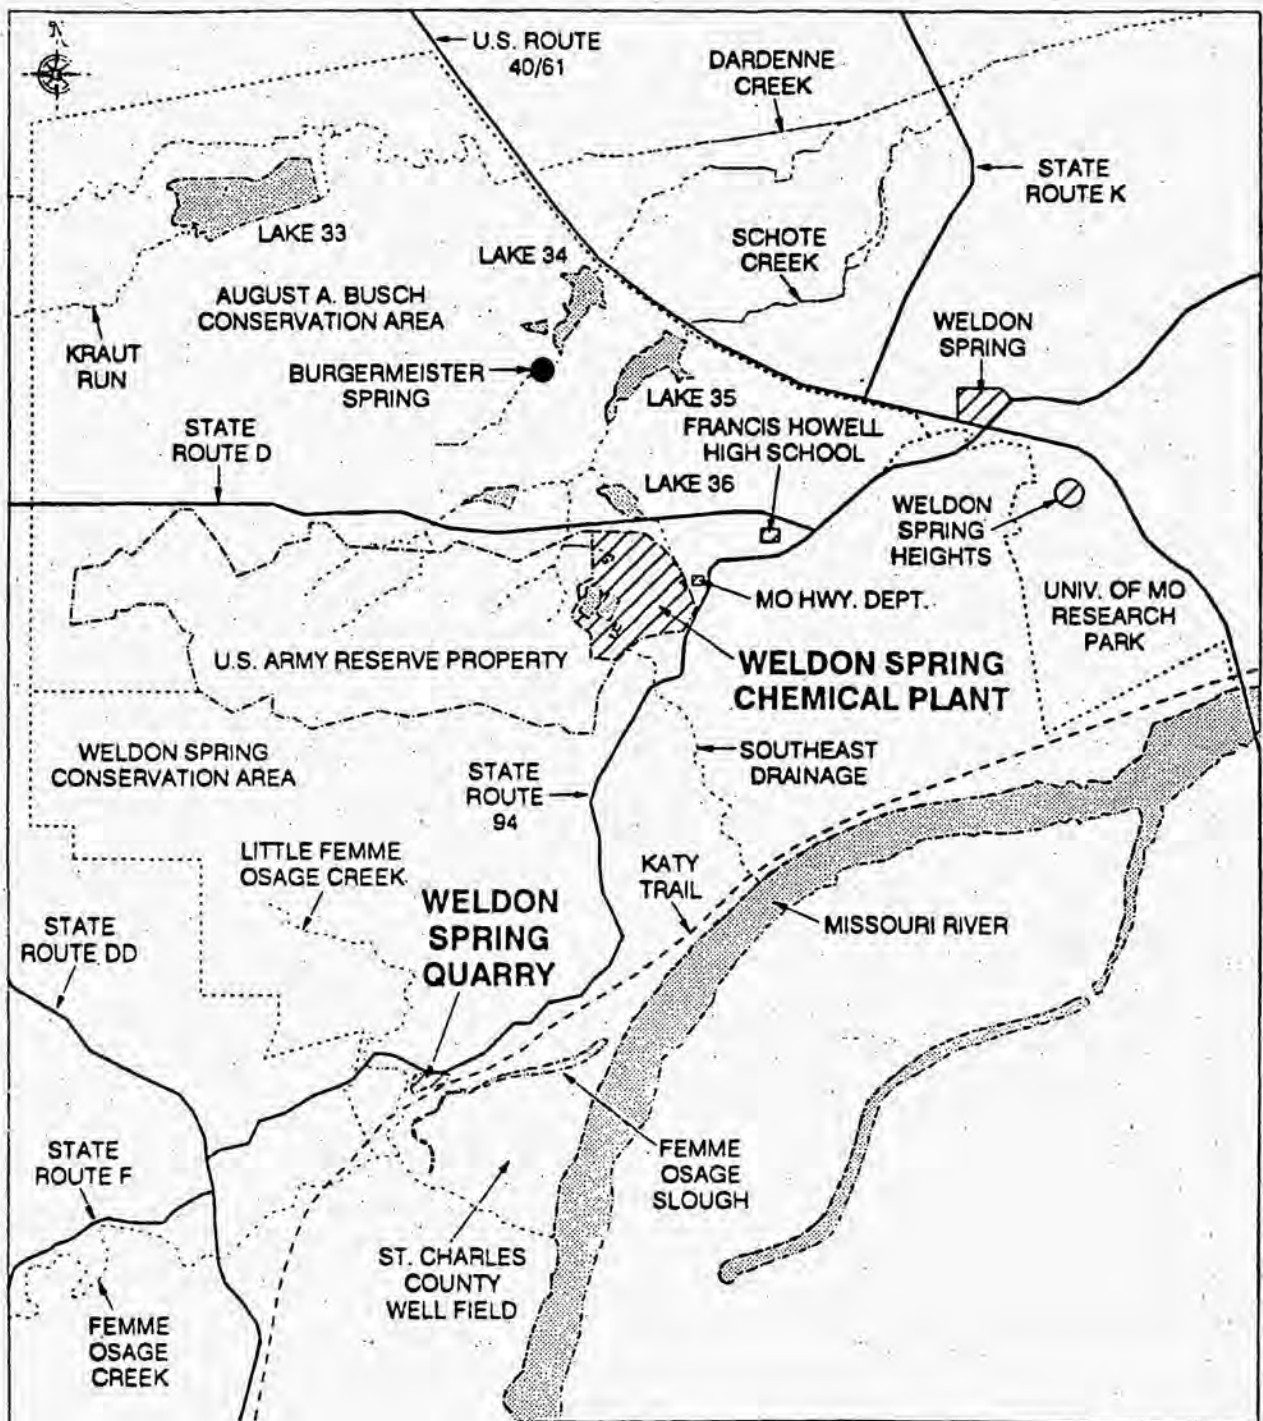 N
U.S. ROUTE
40/61
DARDENNE
CREEK
STATE
ROUTE K
LAKE 33
LAKE 34
SCHOTE
CREEK
AUGUST A. BUSCH
CONSERVATION AREA
WELDON
SPRING
KRAUT
RUN
BURGERMEISTER
SPRING
LAKE 35
STATE
ROUTE D
FRANCIS HOWELL
HIGH SCHOOL
LAKE 36
WELDON
SPRING
HEIGHTS
MO HWY. DEPT.
UNIV. OF MO
RESEARCH
PARK
U.S. ARMY RESERVE PROPERTY
WELDON SPRING
CHEMICAL PLANT
WELDON SPRING
CONSERVATION AREA
SOUTHEAST
DRAINAGE
STATE
ROUTE
94
LITTLE FEMME
OSAGE CREEK
KATY
TRAIL
WELDON
SPRING
QUARRY
MISSOURI RIVER
STATE
ROUTE DD
STATE
ROUTE F
FEMME
OSAGE
SLOUGH
ST. CHARLES
COUNTY
WELL FIELD
FEMME
OSAGE
CREEK